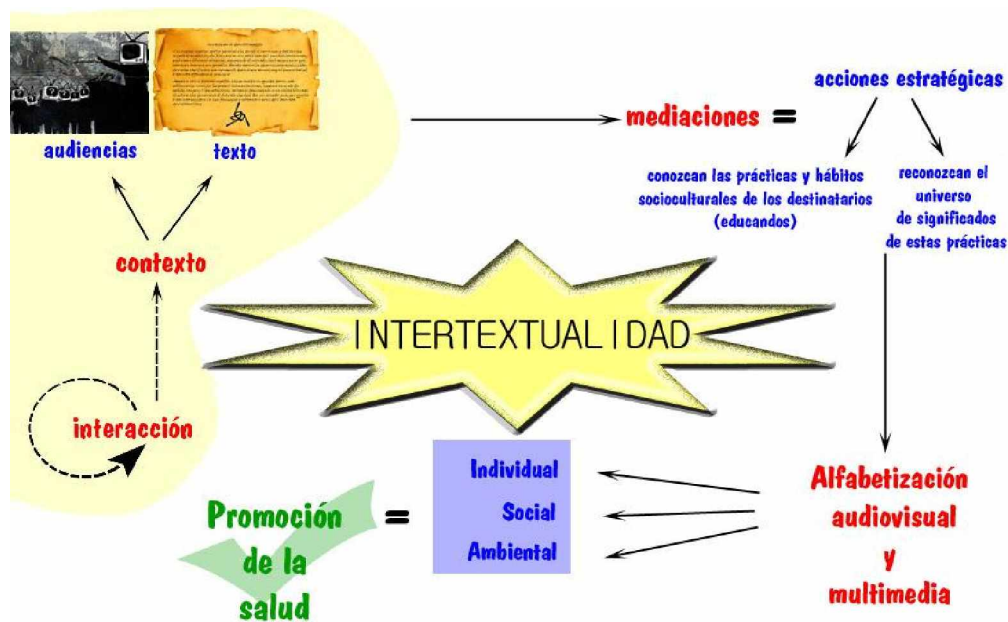 audiencias
texto
contexto
interacción
mediaciones =
acciones estratégicas
conozcan las prácticas y hábitos
socioculturales de los destinatarios
(educandos)
reconozcan el
universo
de significados
de estas prácticas
INTERTEXTUALIDAD
Alfabetización
audiovisual
y
multimedia
Individual
Social
Ambiental
=
Promoción
de la
salud